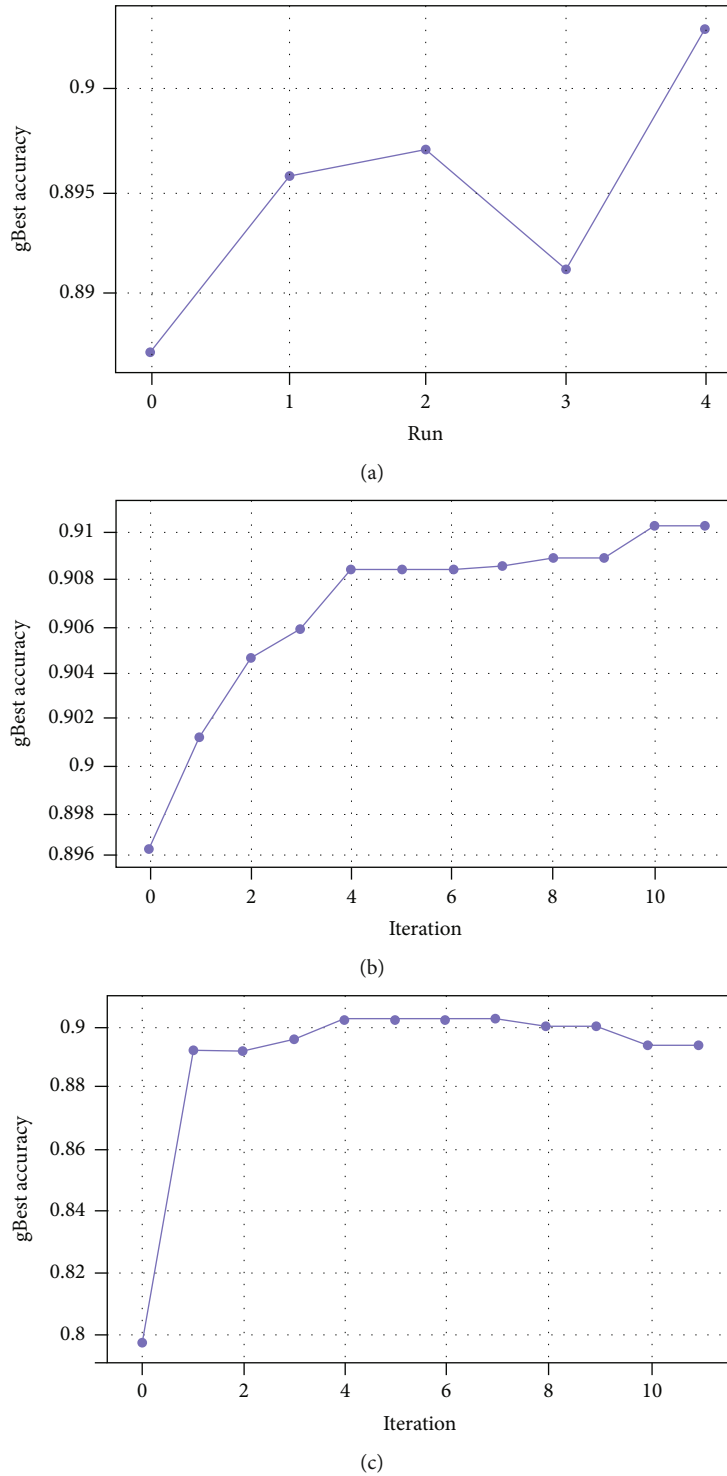 0.9
0.895
0.89
gBest accuracy
0 1 2 3 4
Run
(a)
0.91
0.908
0.906
0.904
0.902
0.9
0.898
0.896
gBest accuracy
0 2 4 6 8 10
Iteration
(b)
0.9
0.88
0.86
0.84
0.82
0.8
gBest accuracy
0 2 4 6 8 10
Iteration
(c)